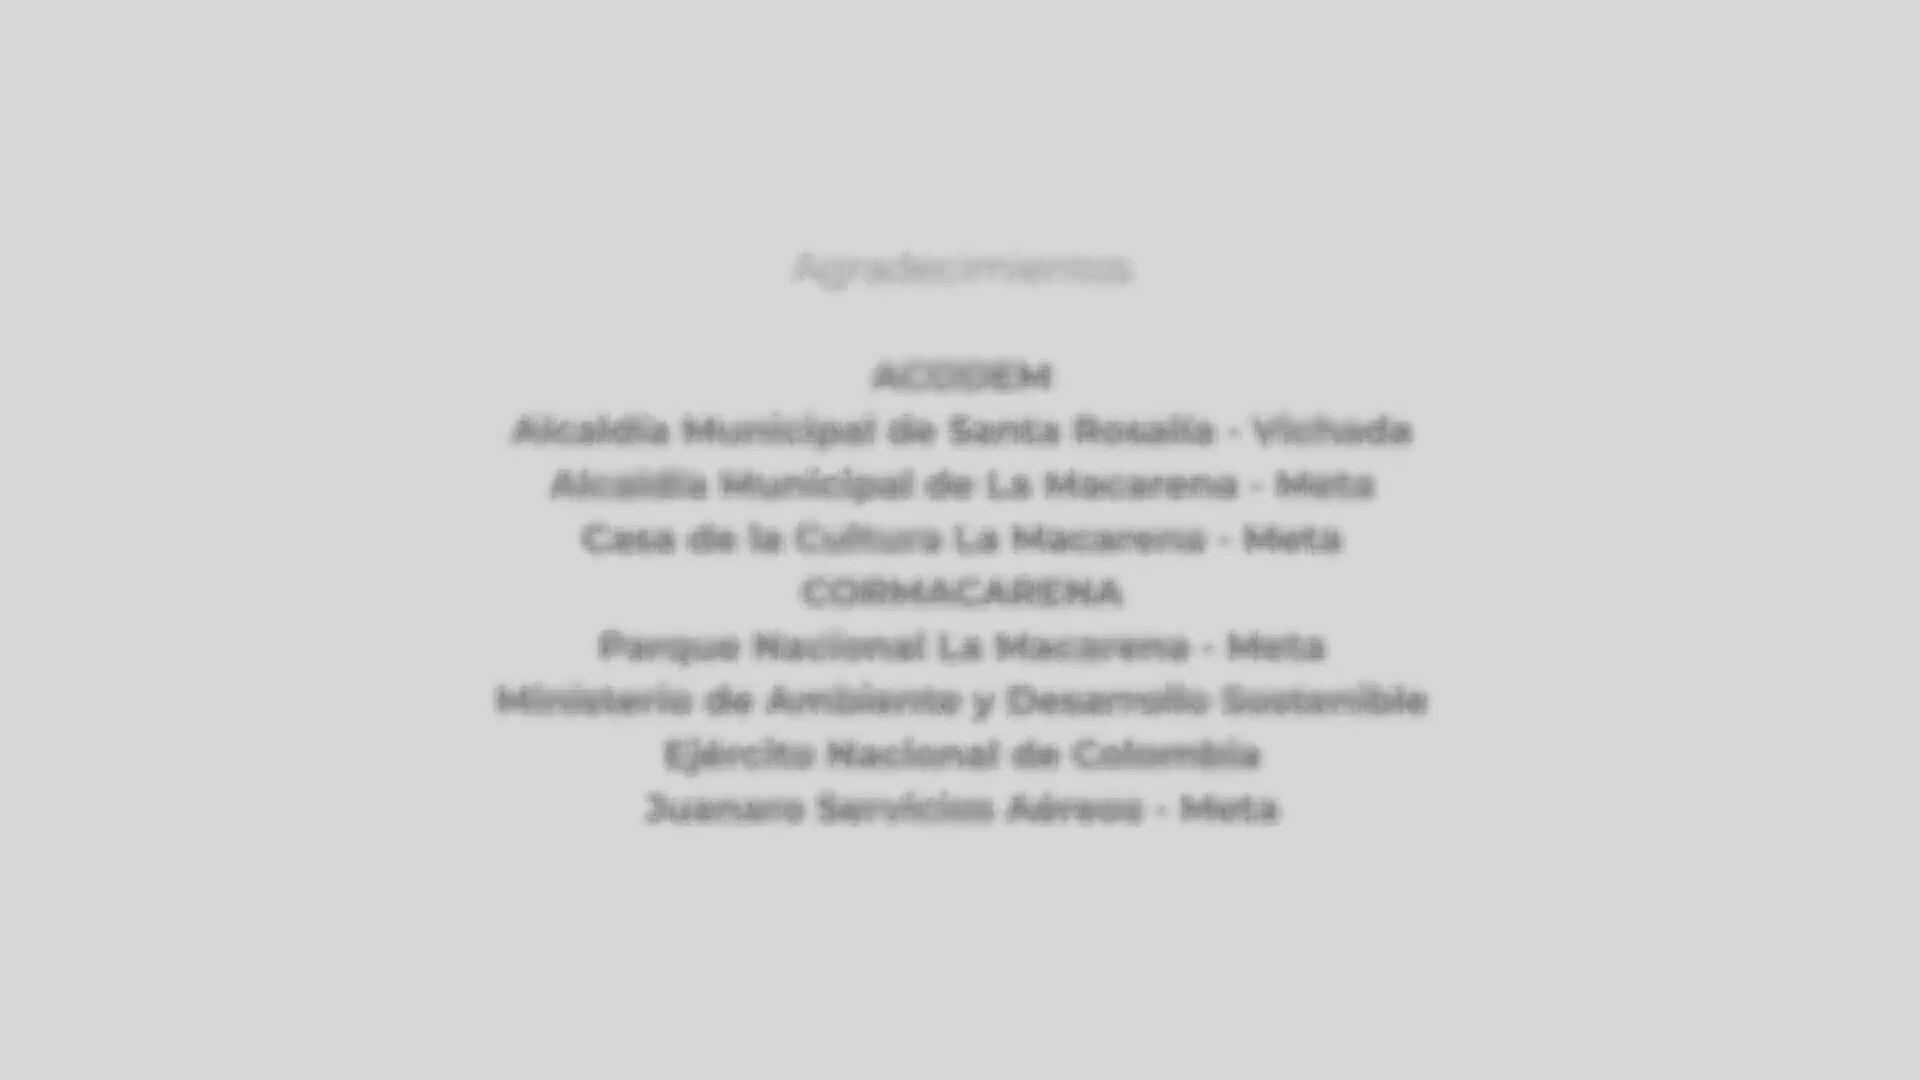 Agradecimientos
ACODEM
Alcaldía Municipal de Santa Rosalía - Vichada
Alcaldía Municipal de La Macarena - Meta
Casa de la Cultura La Macarena - Meta
CORMACARENA
Parque Nacional La Macarena - Meta
Ministerio de Ambiente y Desarrollo Sostenible
Ejército Nacional de Colombia
Servicios Aéreos - Meta